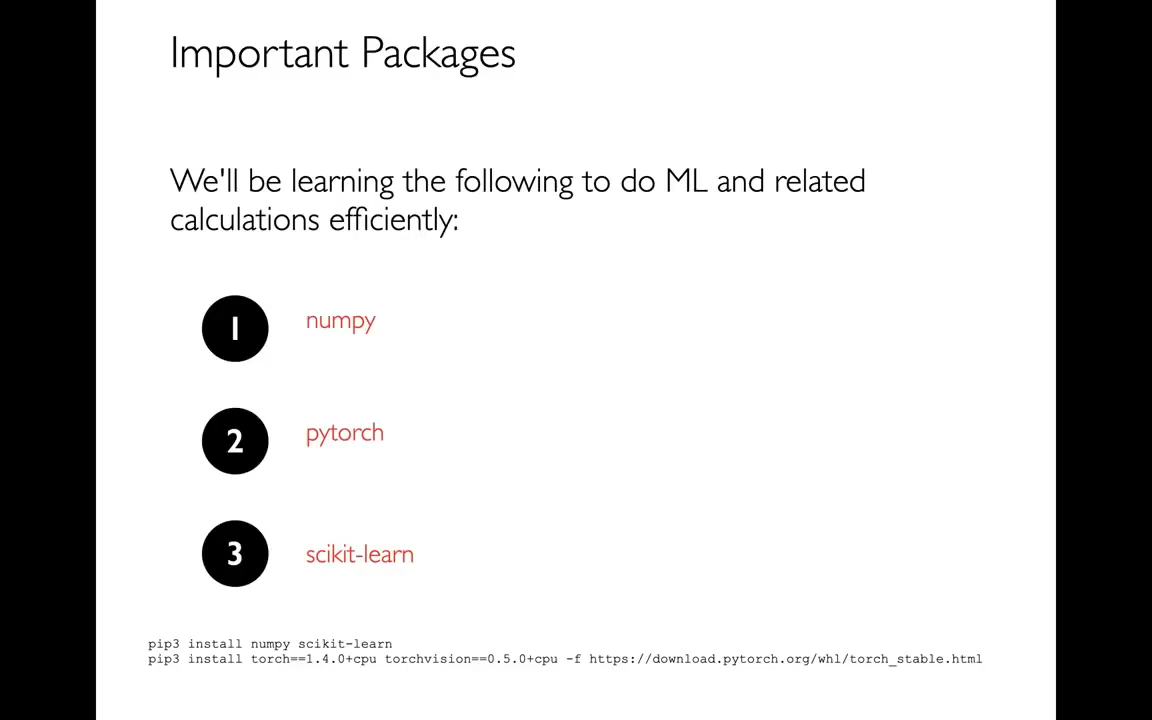 Important Packages
We'll be learning the following to do ML and related
calculations efficiently:
1 numpy
2 pytorch
3 scikit-learn
pip3 install numpy scikit-learn
pip3 install torch==1.4.0+cpu torchvision==0.5.0+cpu -f https://download.pytorch.org/whl/torch_stable.html